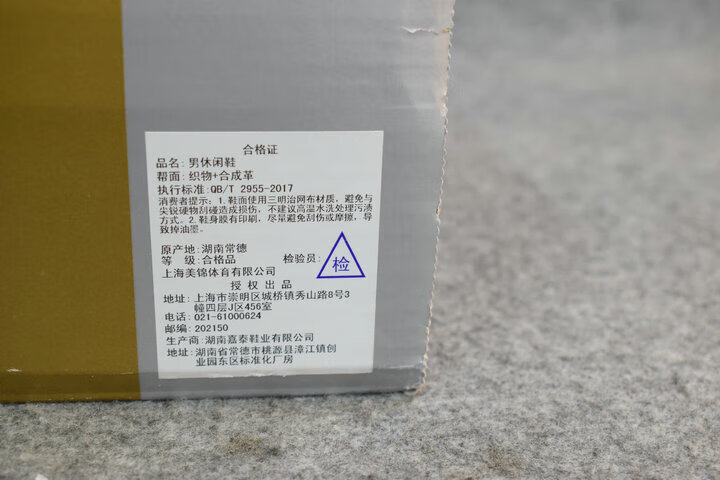 合格证
品名: 男休闲鞋
帮面: 织物+合成革
执行标准: QB/T 2955-2017
消费者提示: 1.鞋面使用三明治网布材质, 避免与
尖锐硬物刮碰造成损伤, 不建议高温水洗处理污渍
方式。2.鞋身膜有印刷, 尽量避免刮伤或摩擦, 导
致掉油墨。
原产地: 湖南常德
等 级: 合格品 检验员: 检
上海美锦体育有限公司
授 权 出 品
地址: 上海市崇明区城桥镇秀山路8号3
幢四层J区456室
电话: 021-61000624
邮编: 202150
生产商: 湖南嘉泰鞋业有限公司
地址: 湖南省常德市桃源县漳江镇创
业园东区标准化厂房